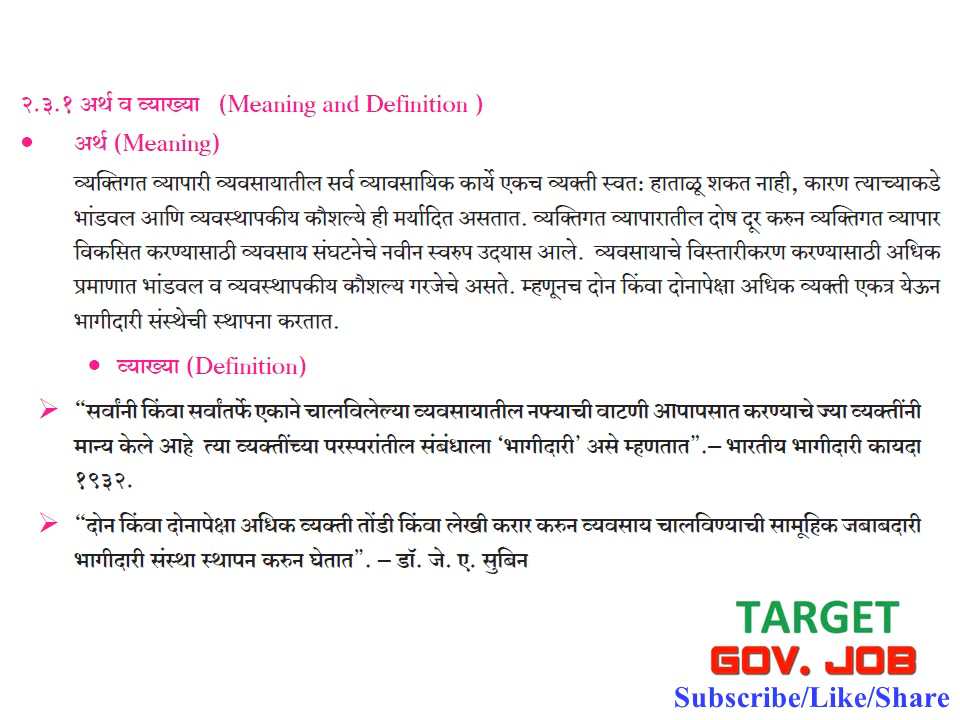 २.३.१ अर्थ व व्याख्या (Meaning and Definition )
• अर्थ (Meaning)
व्यक्तिगत व्यापारी व्यवसायातील सर्व व्यावसायिक कार्ये एकच व्यक्ती स्वत: हाताळू शकत नाही, कारण त्याच्याकडे
भांडवल आणि व्यवस्थापकीय कौशल्ये ही मर्यादित असतात. व्यक्तिगत व्यापारातील दोष दूर करुन व्यक्तिगत व्यापार
विकसित करण्यासाठी व्यवसाय संघटनेचे नवीन स्वरुप उदयास आले. व्यवसायाचे विस्तारीकरण करण्यासाठी अधिक
प्रमाणात भांडवल व व्यवस्थापकीय कौशल्य गरजेचे असते. म्हणूनच दोन किंवा दोनापेक्षा अधिक व्यक्ती एकत्र येऊन
भागीदारी संस्थेची स्थापना करतात.
• व्याख्या (Definition)
➢ “सर्वांनी किंवा सर्वांतर्फे एकाने चालविलेल्या व्यवसायातील नफ्याची वाटणी आपापसात करण्याचे ज्या व्यक्तींनी
मान्य केले आहे त्या व्यक्तींच्या परस्परांतील संबंधाला ‘भागीदारी’ असे म्हणतात”.– भारतीय भागीदारी कायदा
१९३२.
➢ “दोन किंवा दोनापेक्षा अधिक व्यक्ती तोंडी किंवा लेखी करार करुन व्यवसाय चालविण्याची सामूहिक जबाबदारी
भागीदारी संस्था स्थापन करुन घेतात”. – डॉ. जे. ए. सुबिन
TARGET
GOV. JOB
Subscribe/Like/Share